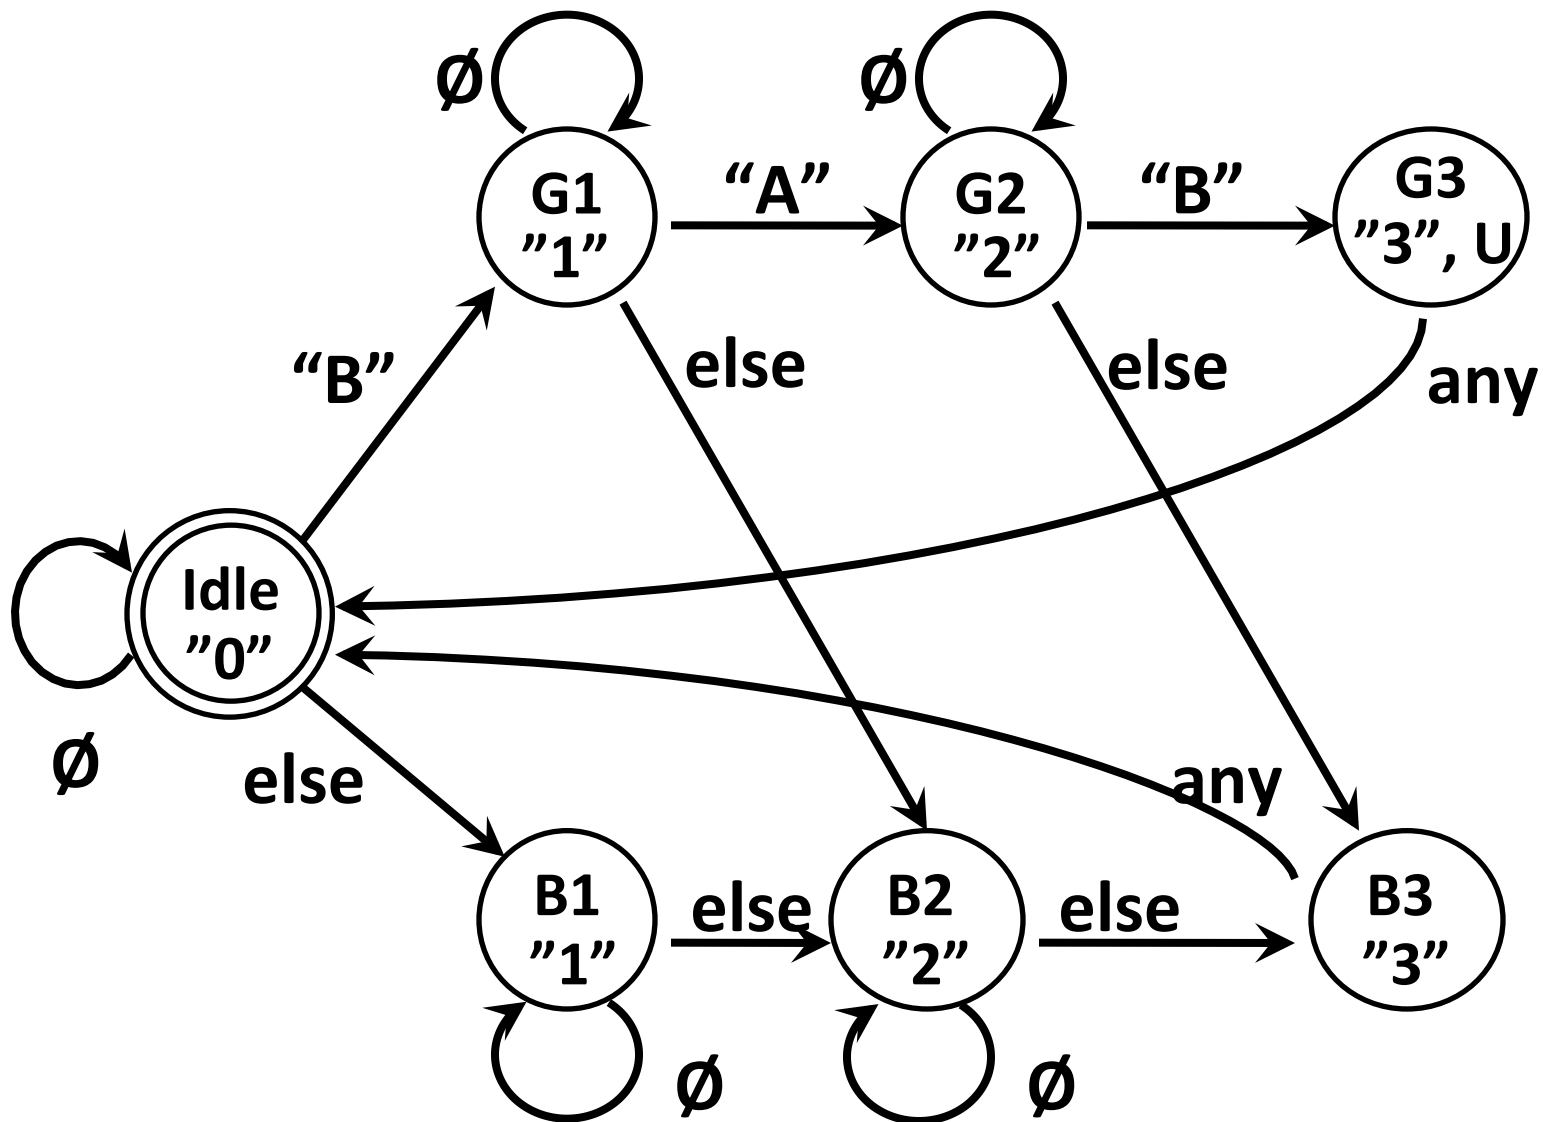 Ø
Ø
G1
”1”
“A”
G2
”2”
“B”
G3
”3”, U
“B”
else
else
any
Idle
”0”
Ø
else
any
B1
”1”
else
B2
”2”
else
B3
”3”
Ø
Ø